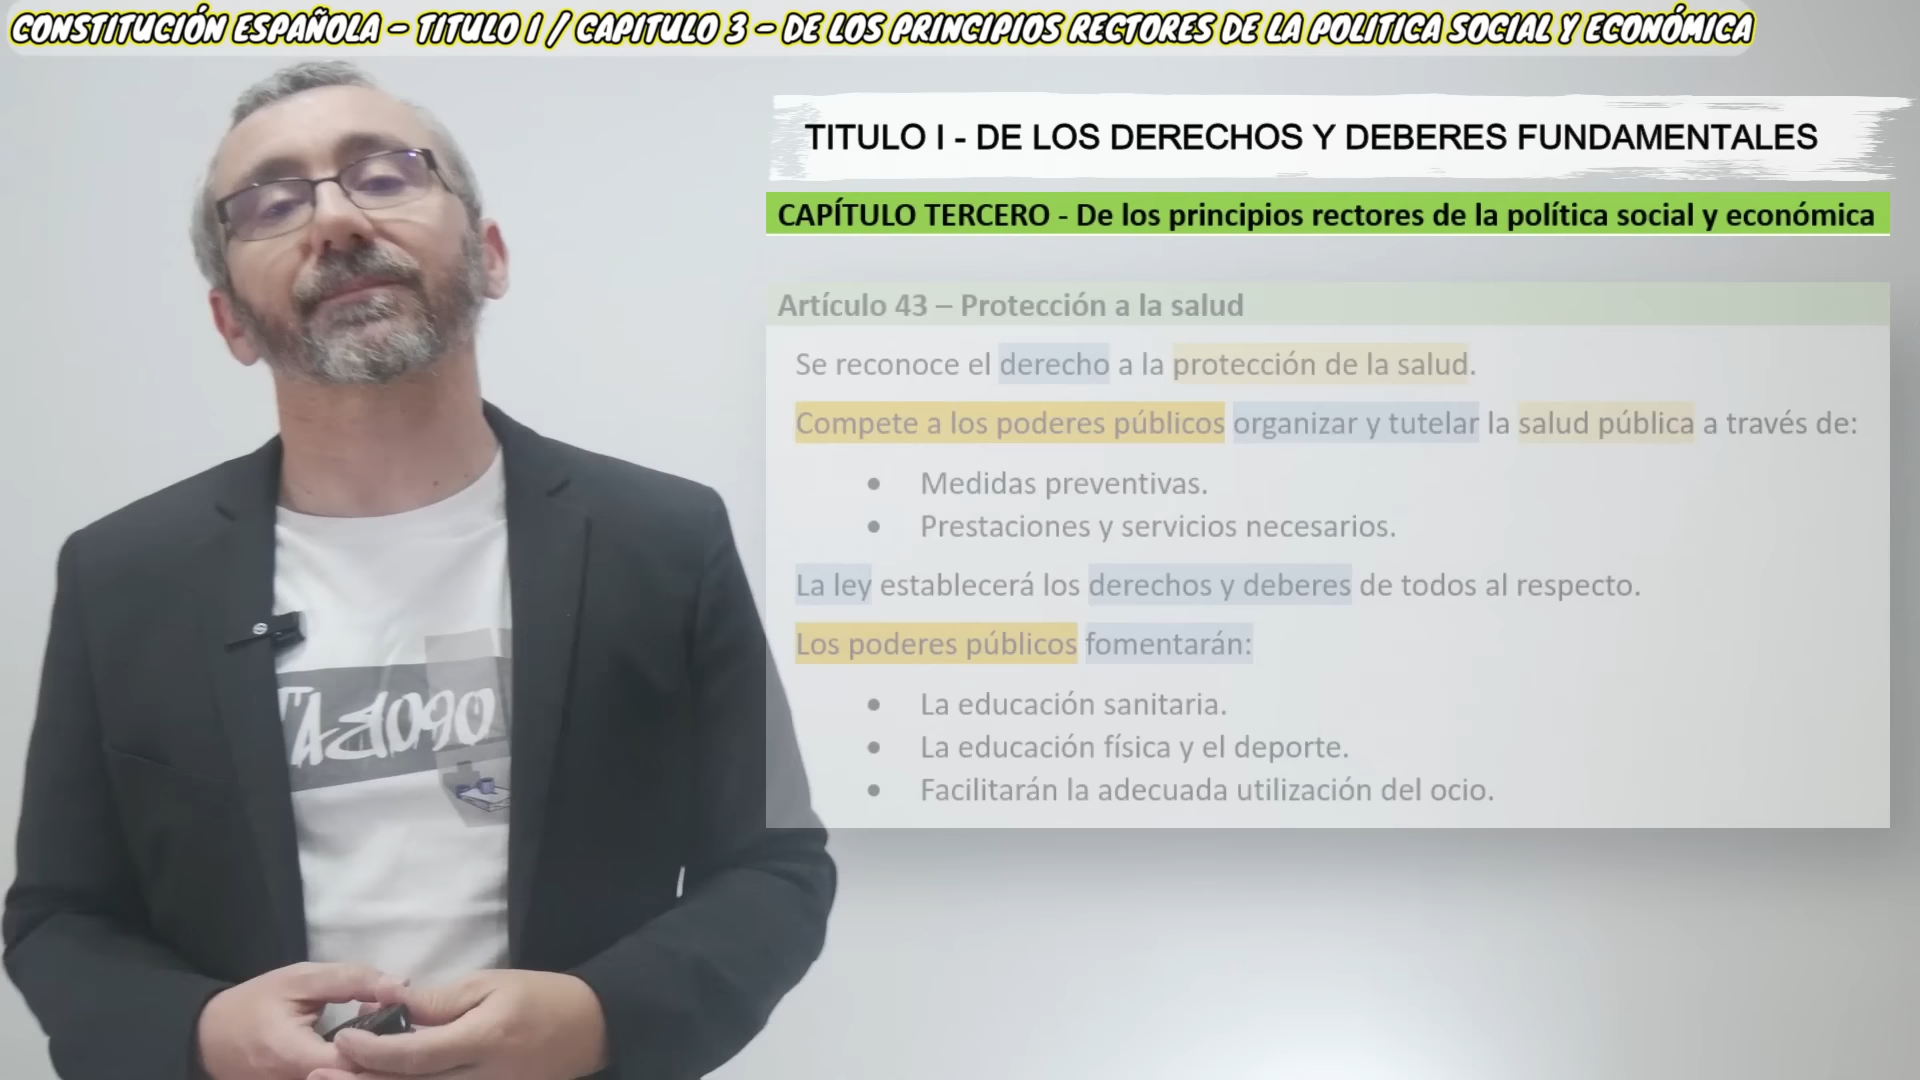 CONSTITUCIÓN ESPAÑOLA - TITULO I / CAPITULO 3 - DE LOS PRINCIPIOS RECTORES DE LA POLITICA SOCIAL Y ECONÓMICA
TITULO I - DE LOS DERECHOS Y DEBERES FUNDAMENTALES
CAPÍTULO TERCERO - De los principios rectores de la política social y económica
Artículo 43 – Protección a la salud
Se reconoce el derecho a la protección de la salud.
Compete a los poderes públicos organizar y tutelar la salud pública a través de:
• Medidas preventivas.
• Prestaciones y servicios necesarios.
La ley establecerá los derechos y deberes de todos al respecto.
Los poderes públicos fomentarán:
• La educación sanitaria.
• La educación física y el deporte.
• Facilitarán la adecuada utilización del ocio.